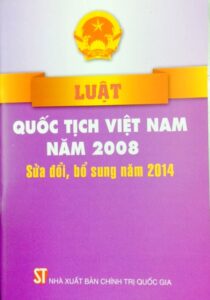 LUẬT
QUỐC TỊCH VIỆT NAM
NĂM 2008
Sửa đổi, bổ sung năm 2014
ST NHÀ XUẤT BẢN CHÍNH TRỊ QUỐC GIA